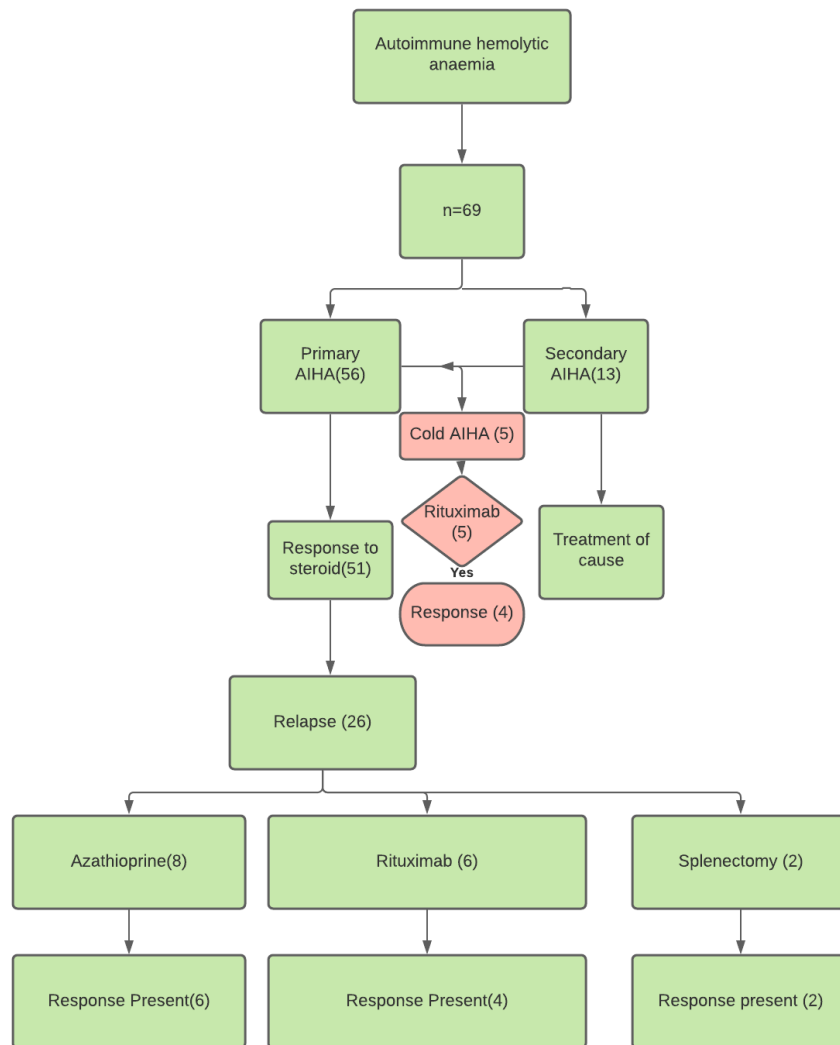 Autoimmune hemolytic
anaemia
n=69
Primary
AIHA(56)
Secondary
AIHA(13)
Cold AIHA (5)
Rituximab
(5)
Yes
Response (4)
Response to
steroid(51)
Treatment of
cause
Relapse (26)
Azathioprine(8)
Rituximab (6)
Splenectomy (2)
Response Present(6)
Response Present(4)
Response present (2)